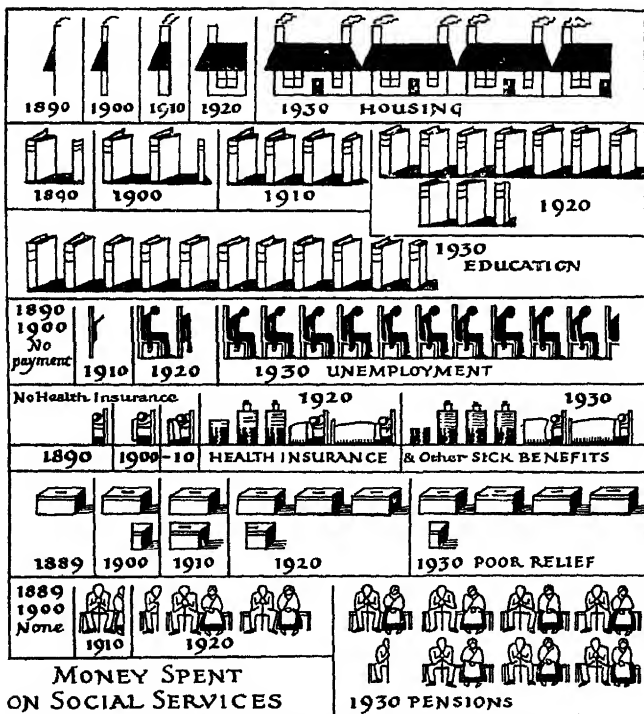 1890 1900 1910 1920 1930 HOUSING
1890 1900 1910 1920
1930
EDUCATION
1890
1900
No
payment
1910 1920 1930 UNEMPLOYMENT
No Health Insurance 1920 1930
1890 1900-10 HEALTH INSURANCE & Other SICK BENEFITS
1889 1900 1910 1920 1930 POOR RELIEF
1889
1900
None
1910 1920
MONEY SPENT
ON SOCIAL SERVICES
1930 PENSIONS